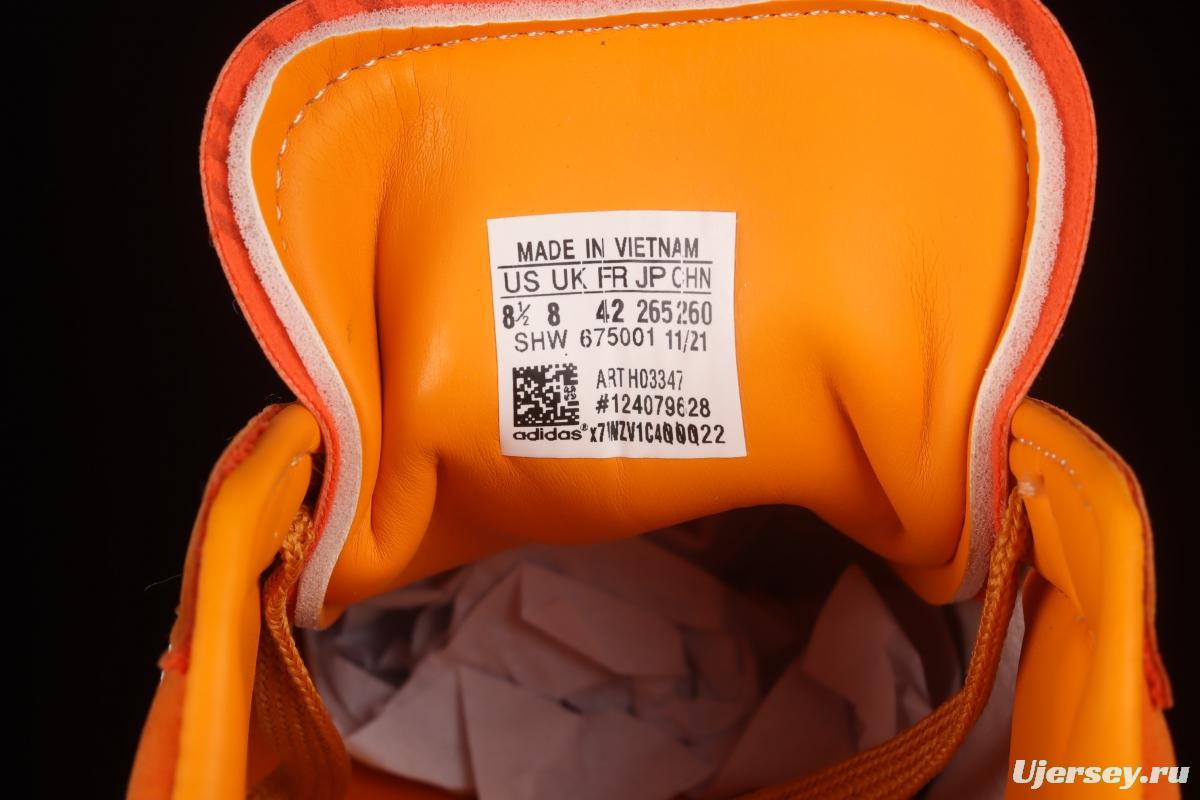 MADE IN VIETNAM
US UK FR JP CHN
8½ 8 42 265 260
SHW 675001 11/21
ART H03347
#124079628
adidas®
Ujersey.ru